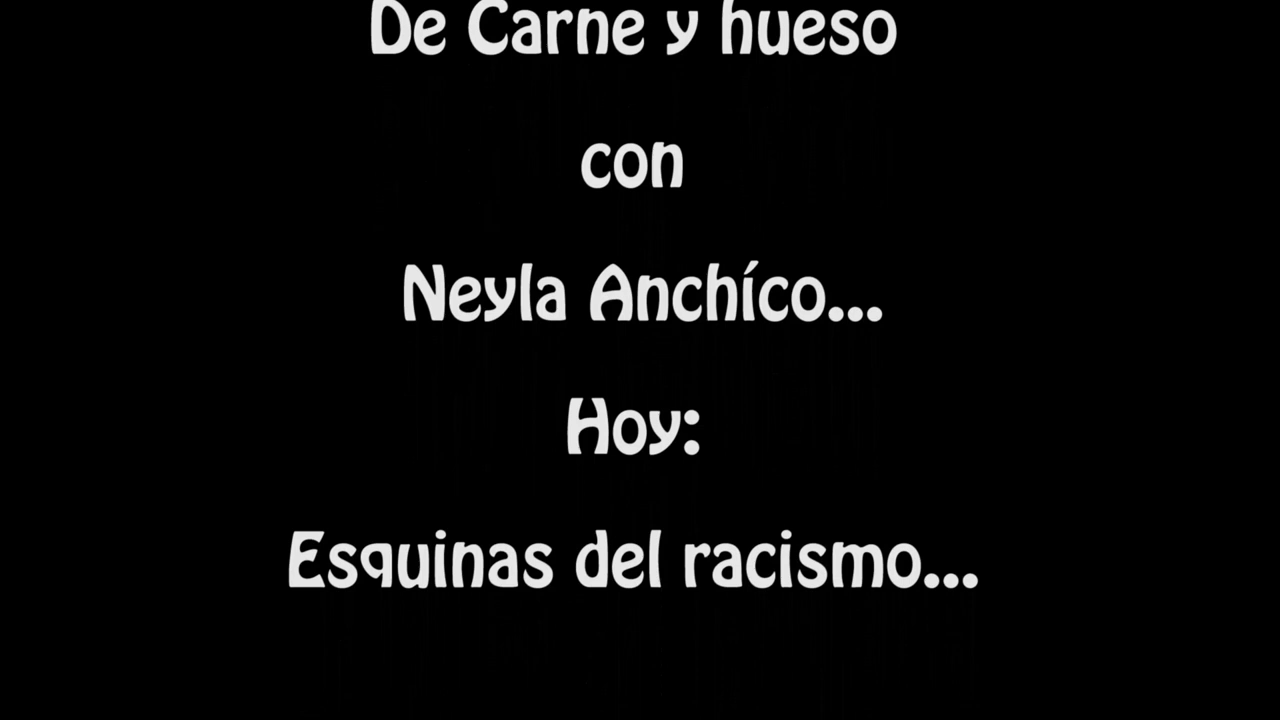 De Carne y hueso
con
Neyla Anchíco...
Hoy:
Esquinas del racismo...